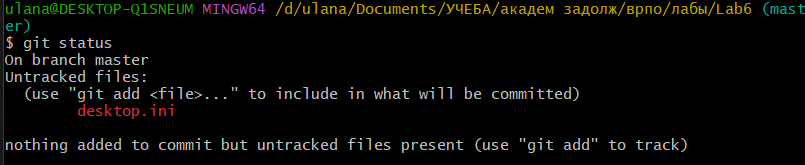 ulana@DESKTOP-Q1SNEUM MINGW64 /d/ulana/Documents/УЧЕБА/академ задолж/врпо/лабы/Lab6 (mast
er)
$ git status
On branch master
Untracked files:
  (use "git add <file>..." to include in what will be committed)
        desktop.ini

nothing added to commit but untracked files present (use "git add" to track)